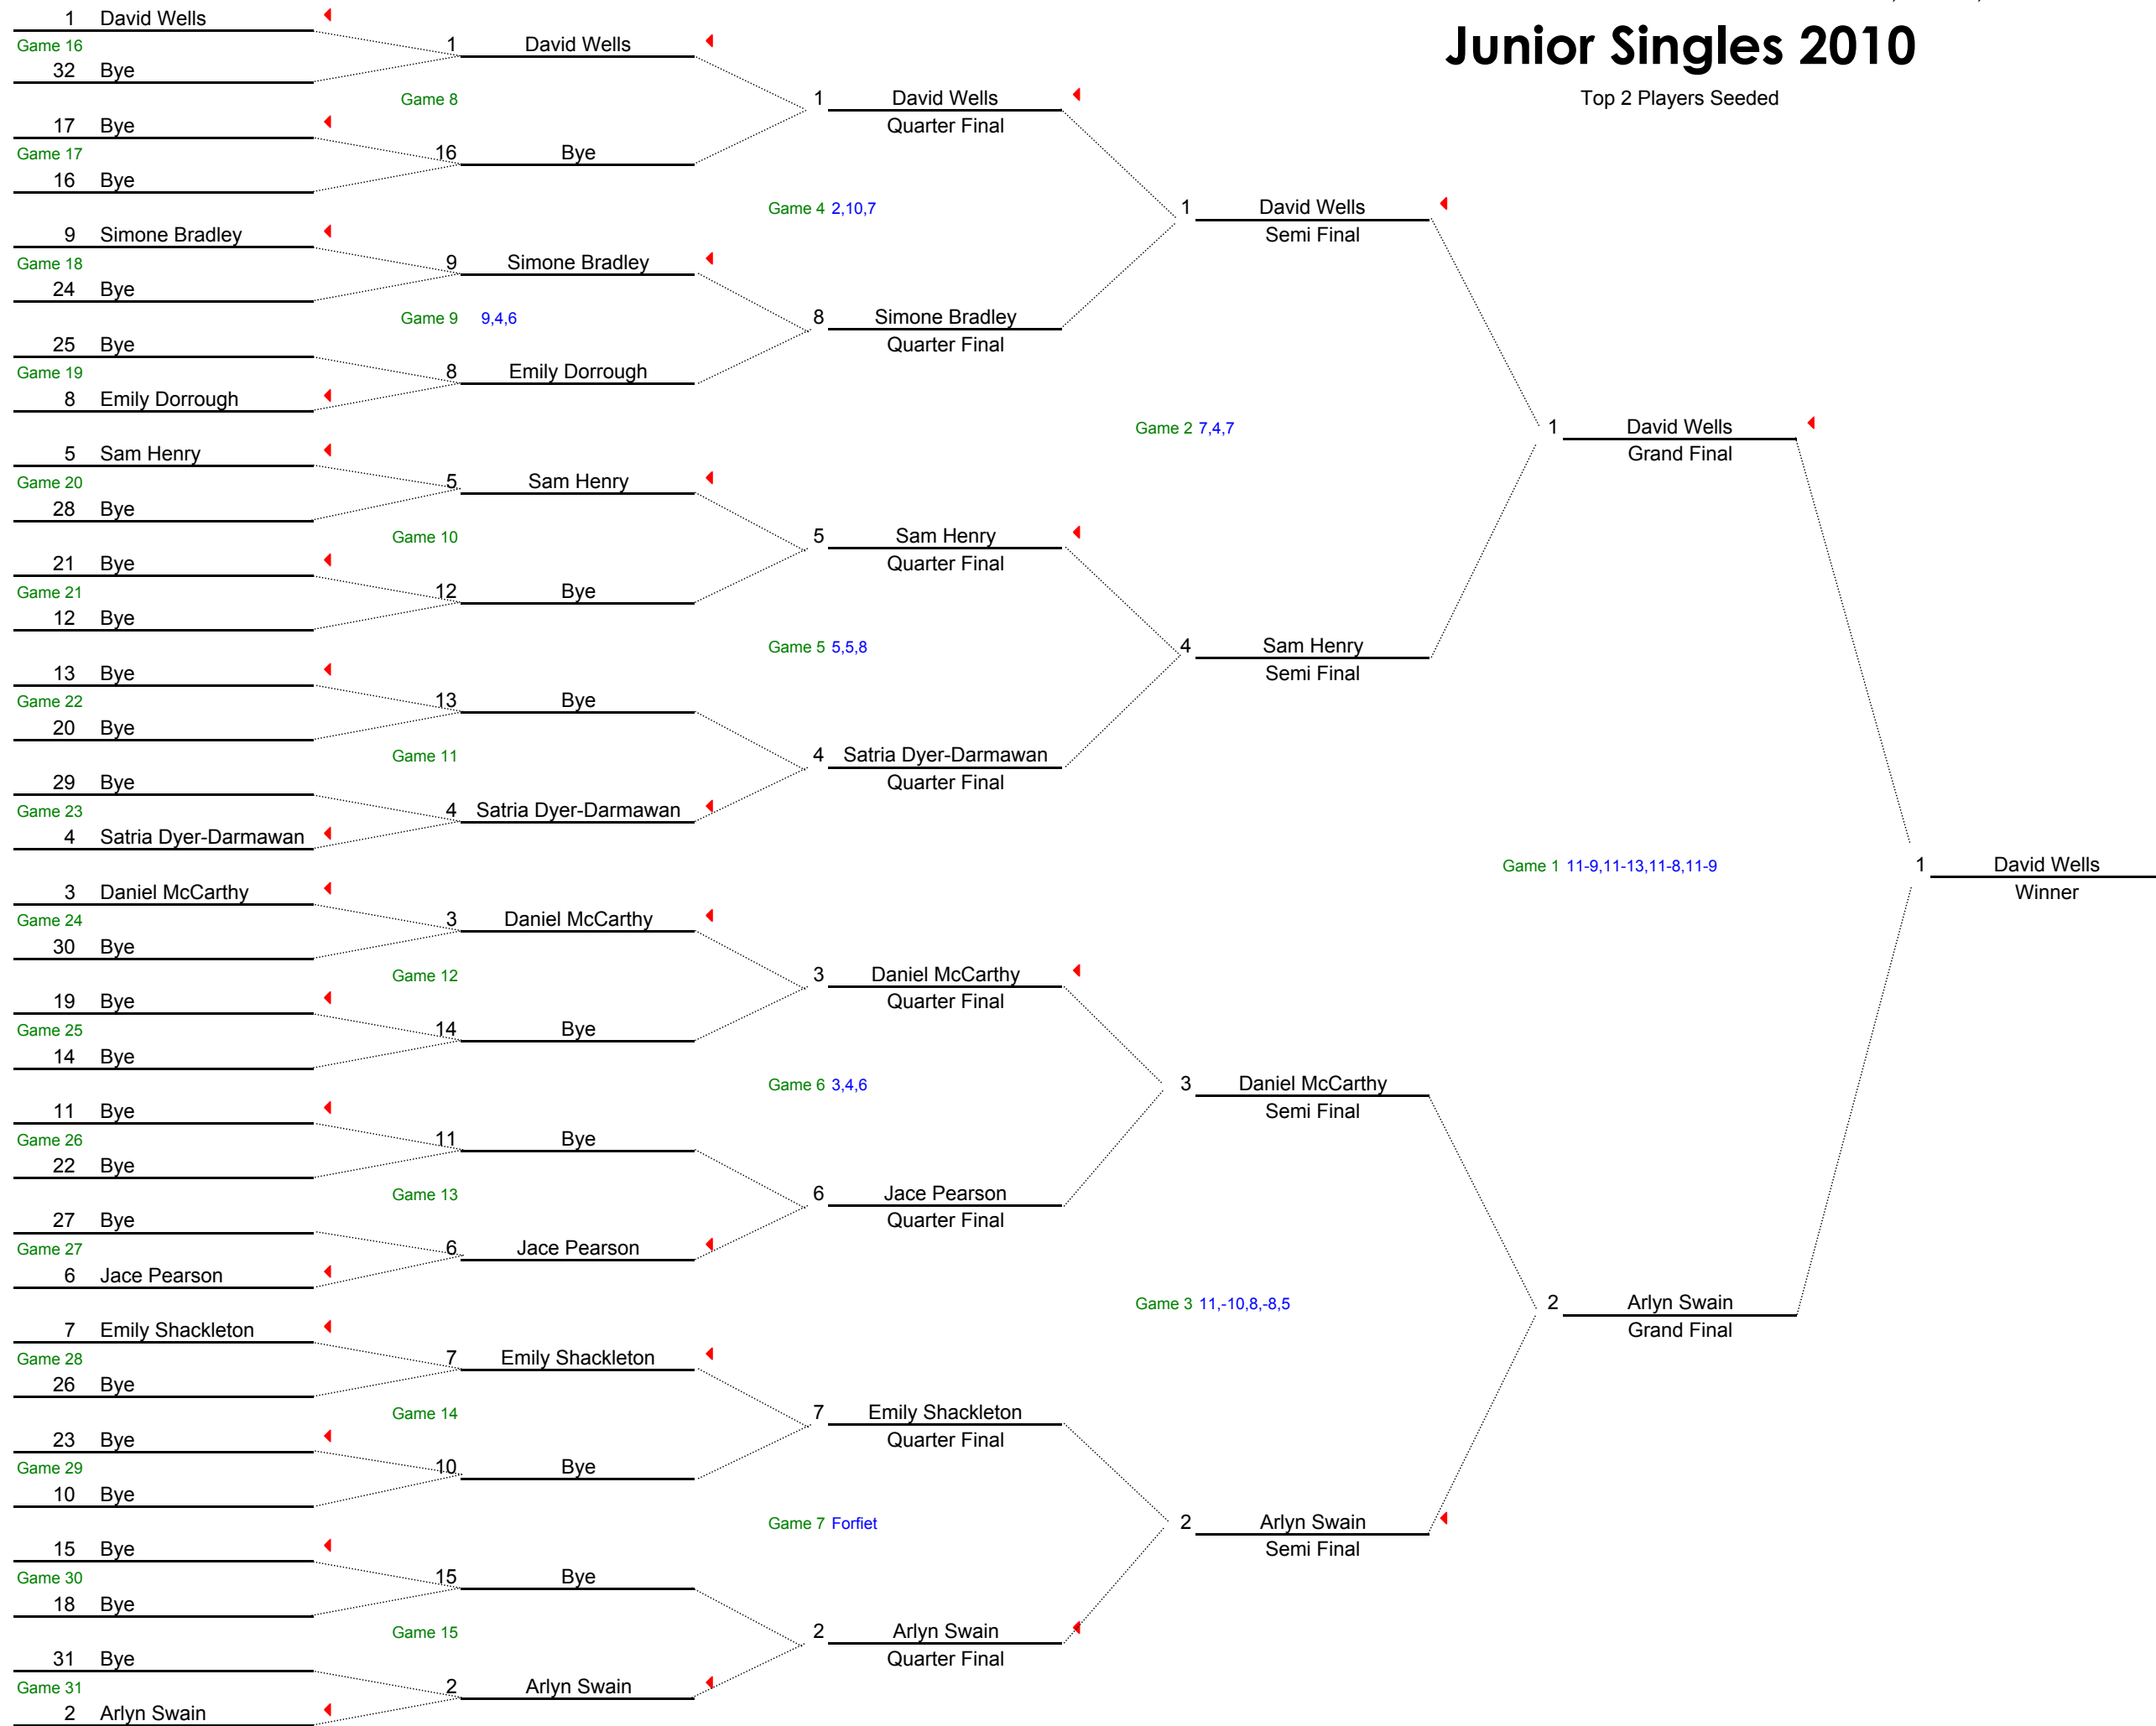 Junior Singles 2010
Top 2 Players Seeded
1 David Wells
Game 16
32 Bye
17 Bye
Game 17
16 Bye
9 Simone Bradley
Game 18
24 Bye
25 Bye
Game 19
8 Emily Dorrough
5 Sam Henry
Game 20
28 Bye
21 Bye
Game 21
12 Bye
13 Bye
Game 22
20 Bye
29 Bye
Game 23
4 Satria Dyer-Darmawan
3 Daniel McCarthy
Game 24
30 Bye
19 Bye
Game 25
14 Bye
11 Bye
Game 26
22 Bye
27 Bye
Game 27
6 Jace Pearson
7 Emily Shackleton
Game 28
26 Bye
23 Bye
Game 29
10 Bye
15 Bye
Game 30
18 Bye
31 Bye
Game 31
2 Arlyn Swain
1 David Wells
Game 8
16 Bye
9 Simone Bradley
Game 9 9,4,6
8 Emily Dorrough
5 Sam Henry
Game 10
12 Bye
13 Bye
Game 11
4 Satria Dyer-Darmawan
3 Daniel McCarthy
Game 12
14 Bye
11 Bye
Game 13
6 Jace Pearson
7 Emily Shackleton
Game 14
10 Bye
15 Bye
Game 15
2 Arlyn Swain
1 David Wells
Quarter Final
Game 4 2,10,7
8 Simone Bradley
Quarter Final
5 Sam Henry
Quarter Final
Game 5 5,5,8
4 Satria Dyer-Darmawan
Quarter Final
3 Daniel McCarthy
Quarter Final
Game 6 3,4,6
6 Jace Pearson
Quarter Final
7 Emily Shackleton
Quarter Final
Game 7 Forfiet
2 Arlyn Swain
Quarter Final
1 David Wells
Semi Final
Game 2 7,4,7
4 Sam Henry
Semi Final
3 Daniel McCarthy
Semi Final
Game 3 11,-10,8,-8,5
2 Arlyn Swain
Semi Final
1 David Wells
Grand Final
Game 1 11-9,11-13,11-8,11-9
2 Arlyn Swain
Grand Final
1 David Wells
Winner